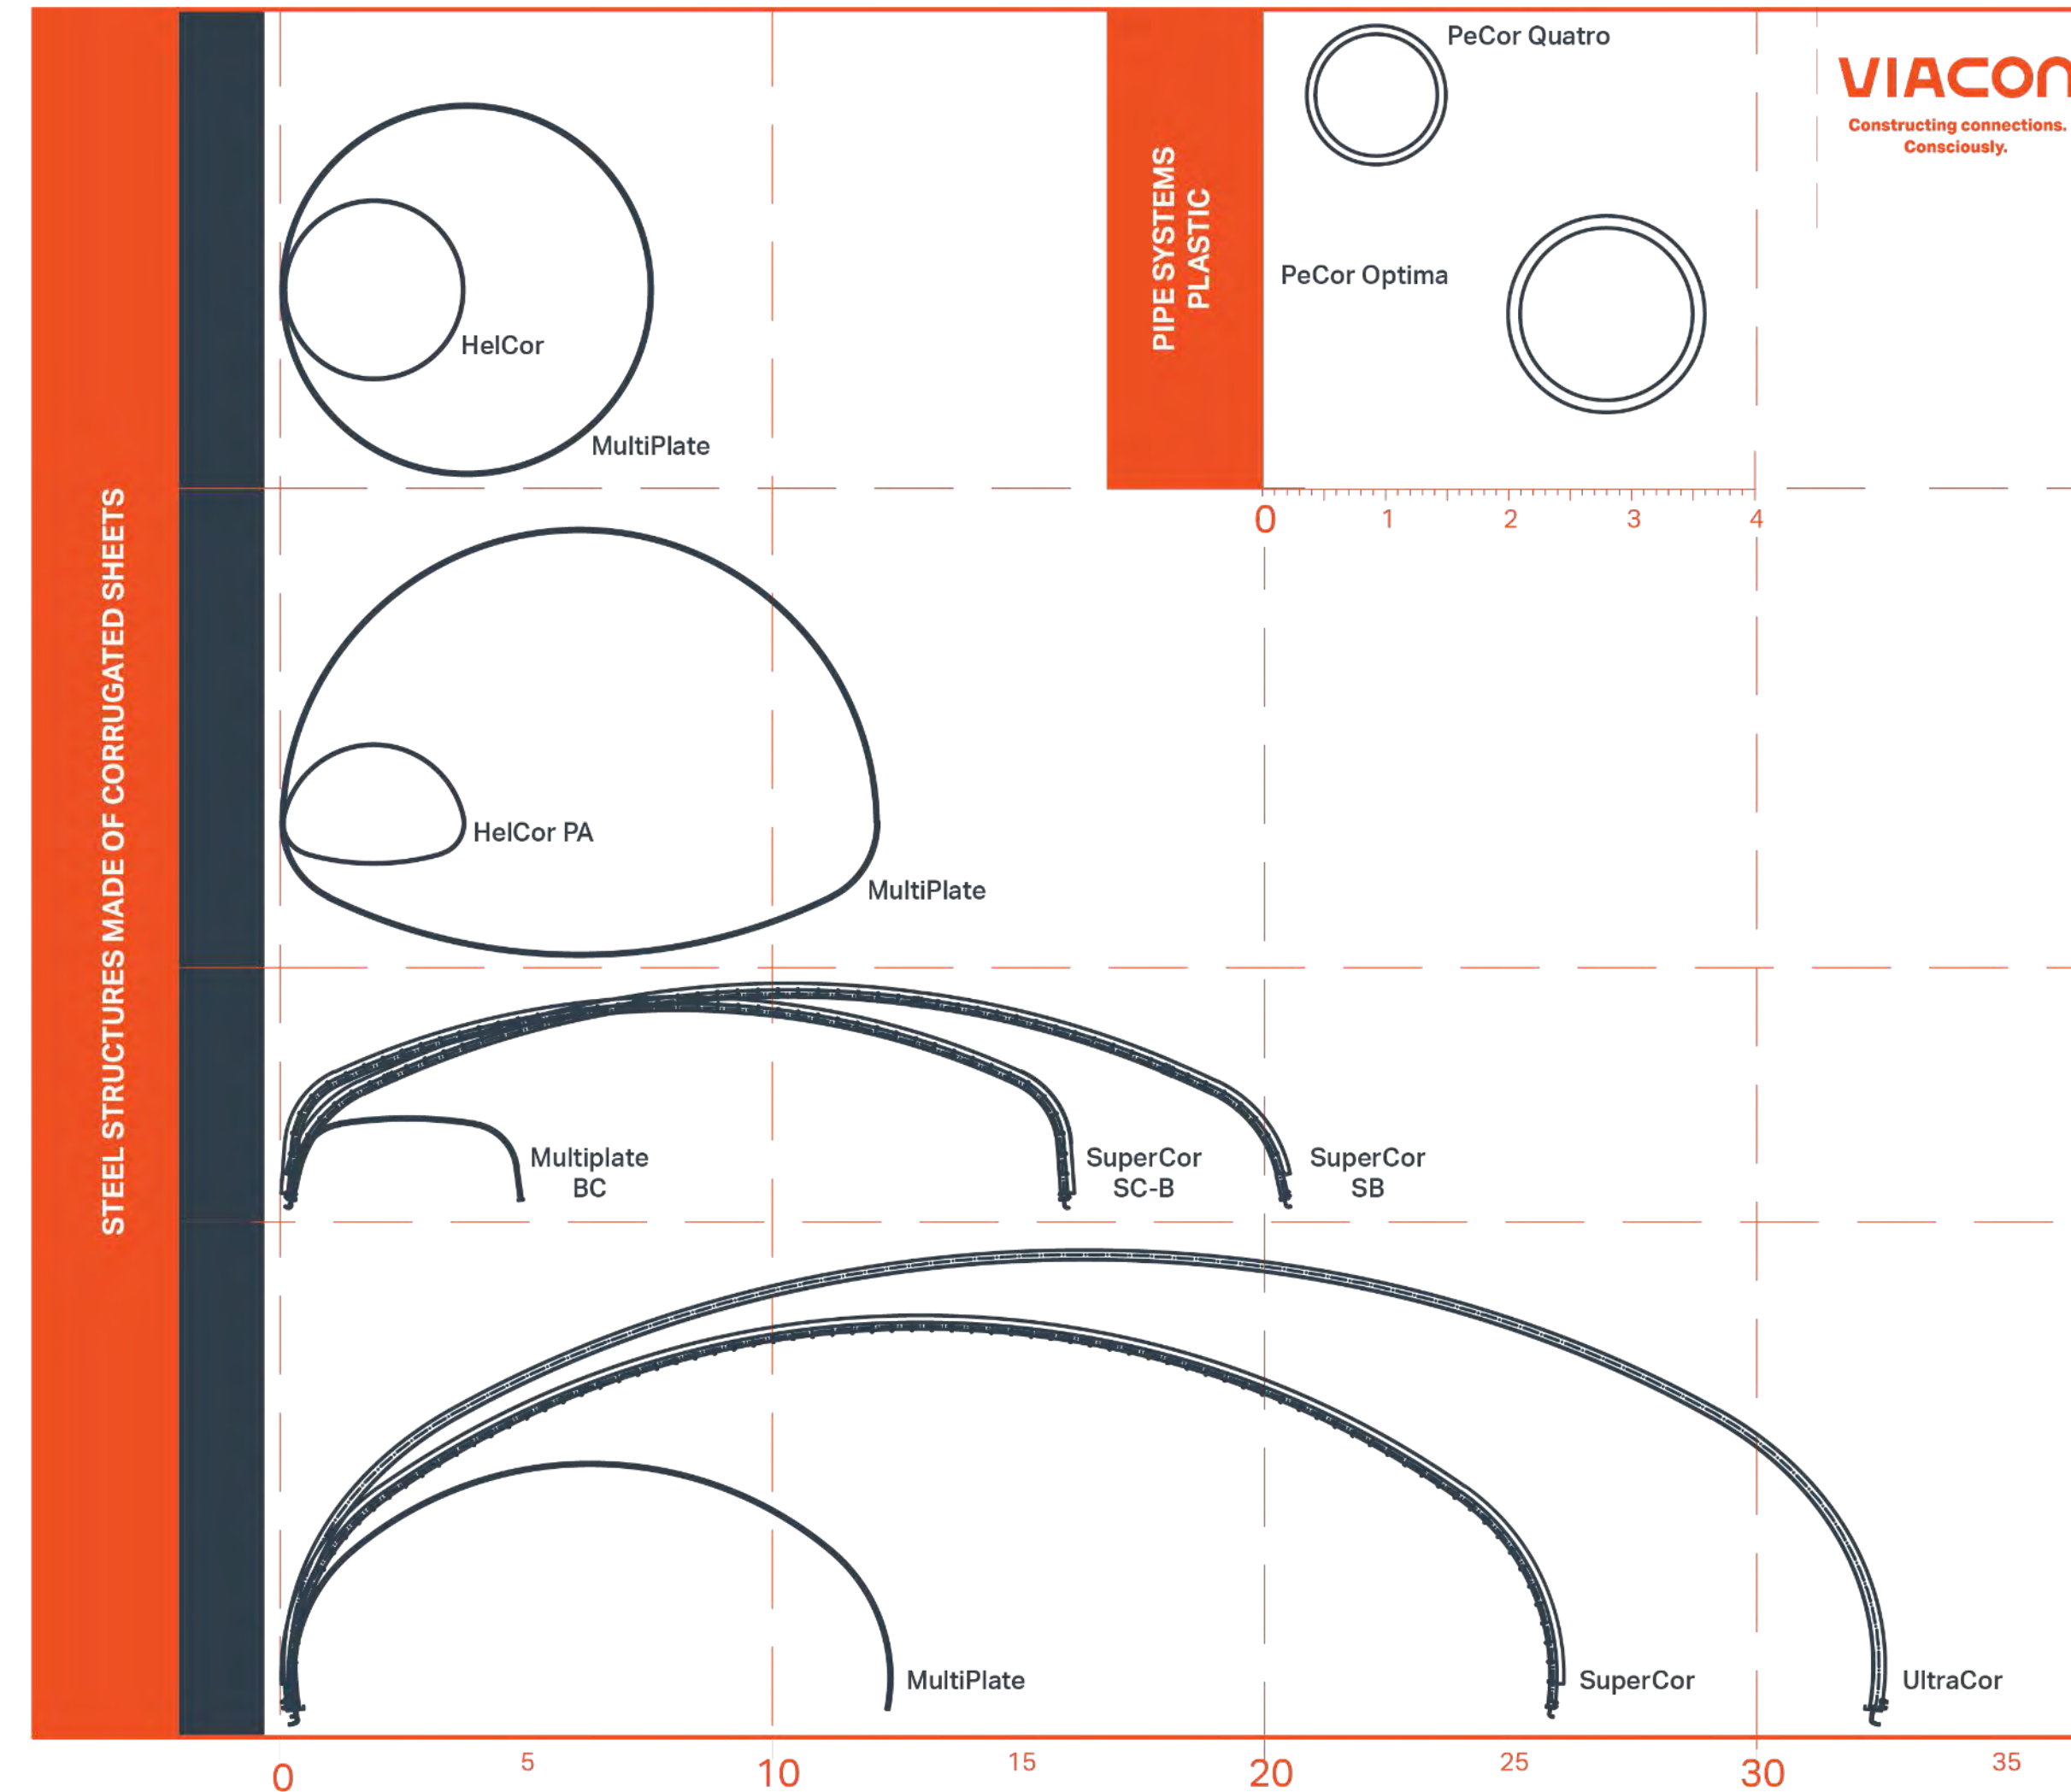 STEEL STRUCTURES MADE OF CORRUGATED SHEETS
HelCor
MultiPlate
PIPE SYSTEMS
PLASTIC
PeCor Quatro
PeCor Optima
0 1 2 3 4
VIACON
Constructing connections.
Consciously.
HelCor PA
MultiPlate
Multiplate
BC
SuperCor
SC-B
SuperCor
SB
MultiPlate
SuperCor
UltraCor
0 5 10 15 20 25 30 35